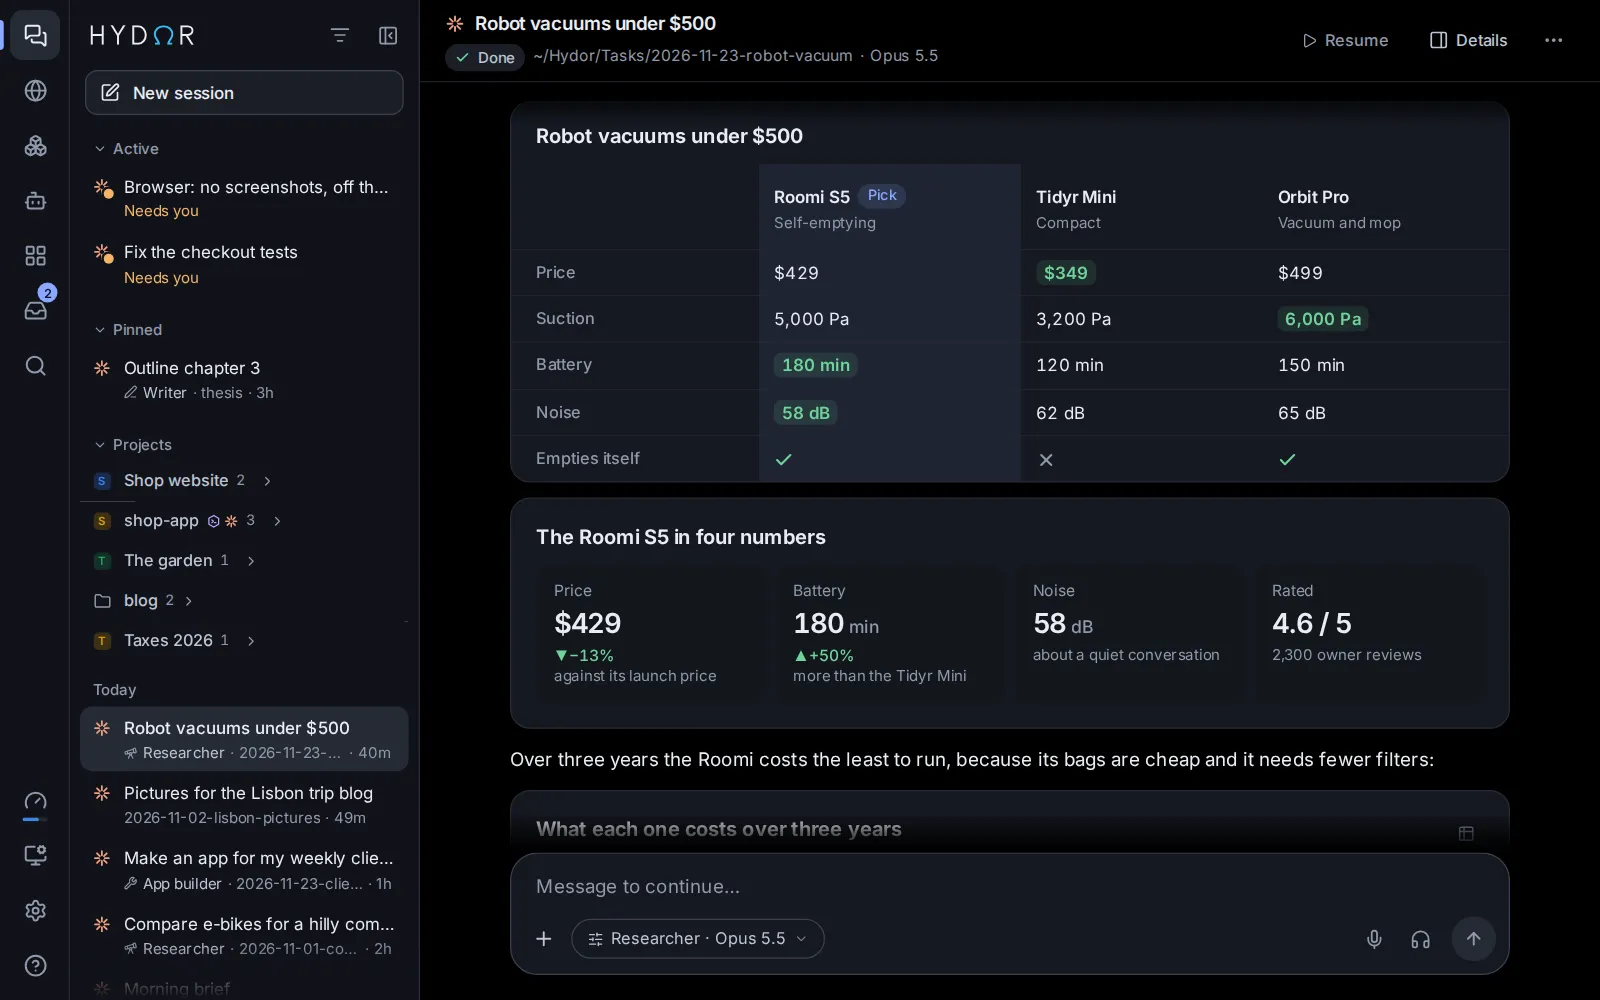 HYDΩR
New session
Active
Browser: no screenshots, off th...
Needs you
Fix the checkout tests
Needs you
2
Pinned
Outline chapter 3
Writer · thesis · 3h
Projects
S Shop website 2
S shop-app 3
T The garden 1
blog 2
T Taxes 2026 1
Today
Robot vacuums under $500
Researcher · 2026-11-23-... · 40m
Pictures for the Lisbon trip blog
2026-11-02-lisbon-pictures · 49m
Make an app for my weekly clie...
App builder · 2026-11-23-clie... · 1h
Compare e-bikes for a hilly com...
Researcher · 2026-11-01-co... · 2h
Morning brief
Robot vacuums under $500
Done ~/Hydor/Tasks/2026-11-23-robot-vacuum · Opus 5.5
Resume
Details
Robot vacuums under $500
Roomi S5 Pick Tidyr Mini Orbit Pro
Self-emptying Compact Vacuum and mop
Price $429 $349 $499
Suction 5,000 Pa 3,200 Pa 6,000 Pa
Battery 180 min 120 min 150 min
Noise 58 dB 62 dB 65 dB
Empties itself ✓ ✕ ✓
The Roomi S5 in four numbers
Price Battery Noise Rated
$429 180 min 58 dB 4.6 / 5
▼−13% ▲+50% about a quiet conversation 2,300 owner reviews
against its launch price more than the Tidyr Mini
Over three years the Roomi costs the least to run, because its bags are cheap and it needs fewer filters:
What each one costs over three years
Message to continue...
Researcher · Opus 5.5